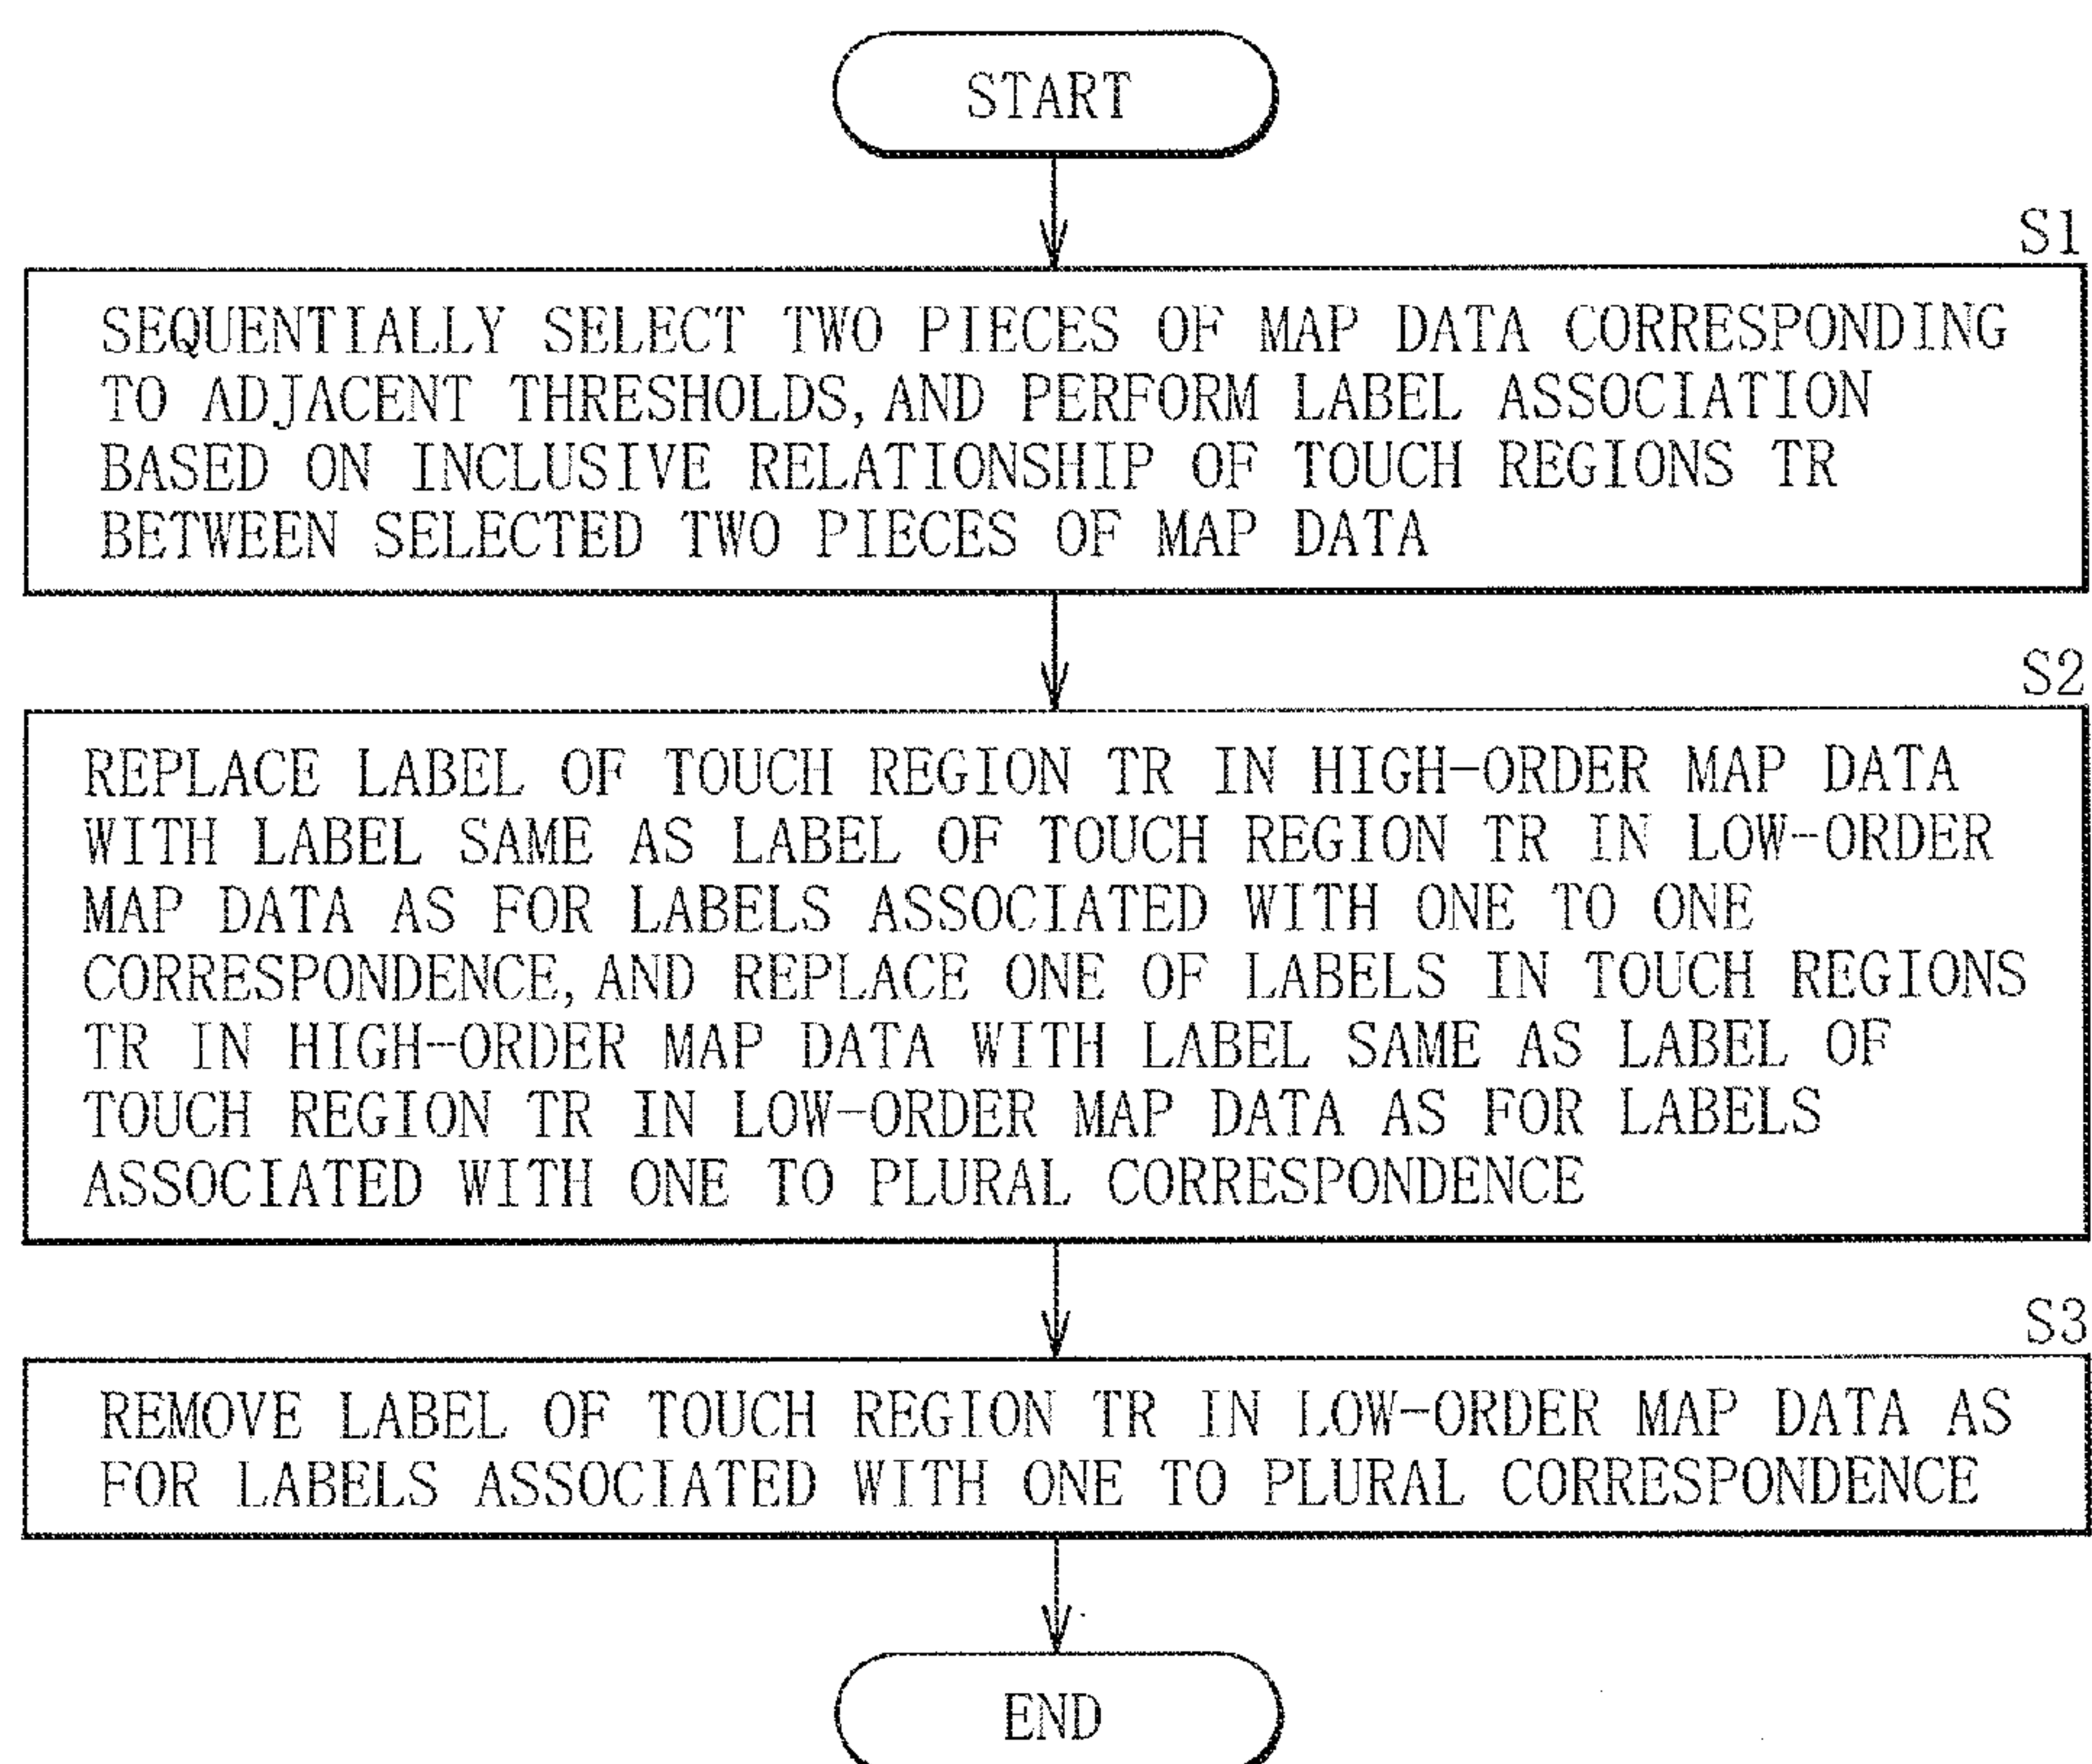 START
S1
SEQUENTIALLY SELECT TWO PIECES OF MAP DATA CORRESPONDING
TO ADJACENT THRESHOLDS, AND PERFORM LABEL ASSOCIATION
BASED ON INCLUSIVE RELATIONSHIP OF TOUCH REGIONS TR
BETWEEN SELECTED TWO PIECES OF MAP DATA
S2
REPLACE LABEL OF TOUCH REGION TR IN HIGH-ORDER MAP DATA
WITH LABEL SAME AS LABEL OF TOUCH REGION TR IN LOW-ORDER
MAP DATA AS FOR LABELS ASSOCIATED WITH ONE TO ONE
CORRESPONDENCE, AND REPLACE ONE OF LABELS IN TOUCH REGIONS
TR IN HIGH-ORDER MAP DATA WITH LABEL SAME AS LABEL OF
TOUCH REGION TR IN LOW-ORDER MAP DATA AS FOR LABELS
ASSOCIATED WITH ONE TO PLURAL CORRESPONDENCE
S3
REMOVE LABEL OF TOUCH REGION TR IN LOW-ORDER MAP DATA AS
FOR LABELS ASSOCIATED WITH ONE TO PLURAL CORRESPONDENCE
END